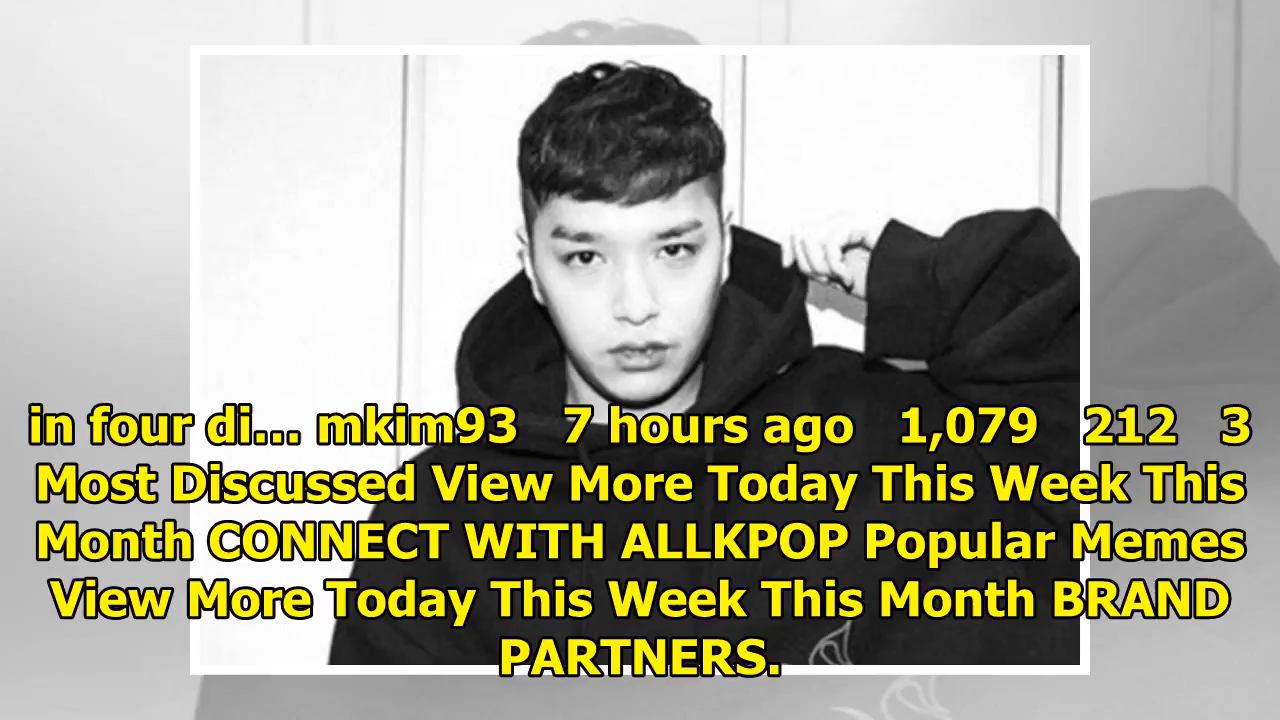 in four di... mkim93 7 hours ago 1,079 212 3
Most Discussed View More Today This Week This
Month CONNECT WITH ALLKPOP Popular Memes
View More Today This Week This Month BRAND
PARTNERS.